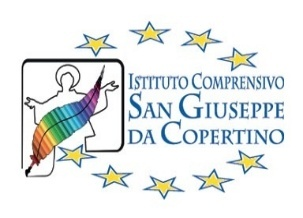 ISTITUTO COMPRENSIVO
SAN GIUSEPPE
DA COPERTINO